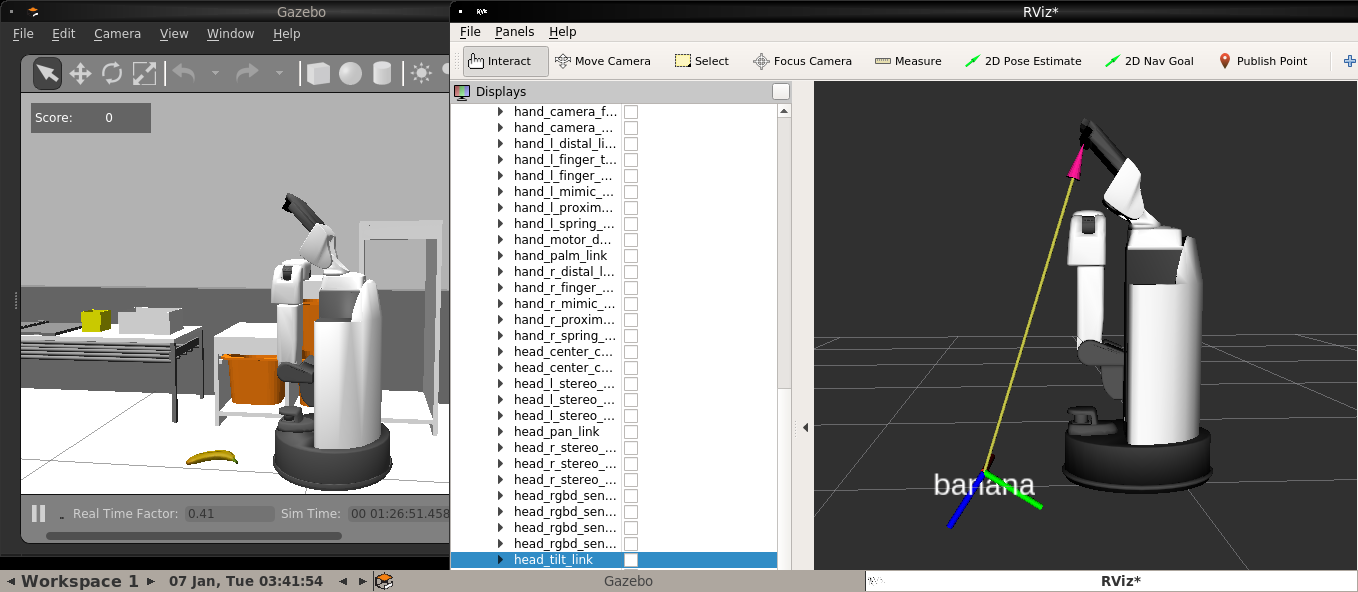 Gazebo
File Edit Camera View Window Help
Score: 0
Real Time Factor: 0.41 Sim Time: 00 01:26:51.458
RViz*
File Panels Help
Interact Move Camera Select Focus Camera Measure 2D Pose Estimate 2D Nav Goal Publish Point
Displays
hand_camera_f...
hand_camera_...
hand_l_distal_li...
hand_l_finger_t...
hand_l_finger_...
hand_l_mimic_...
hand_l_proxim...
hand_l_spring_...
hand_motor_d...
hand_palm_link
hand_r_distal_l...
hand_r_finger_...
hand_r_mimic_...
hand_r_proxim...
hand_r_spring_...
head_center_c...
head_center_c...
head_l_stereo_...
head_l_stereo_...
head_l_stereo_...
head_pan_link
head_r_stereo_...
head_r_stereo_...
head_r_stereo_...
head_rgbd_sen...
head_rgbd_sen...
head_rgbd_sen...
head_rgbd_sen...
head_tilt_link
banana
Workspace 1 07 Jan, Tue 03:41:54 Gazebo RViz*